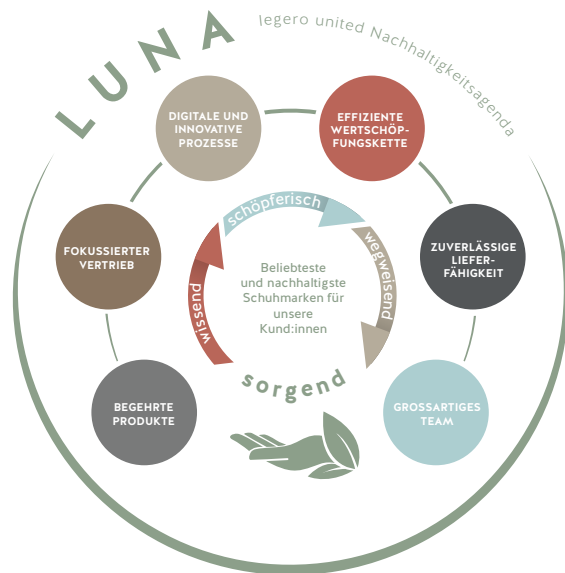 LUNA
legero united Nachhaltigkeitsagenda
DIGITALE UND
INNOVATIVE
PROZESSE
EFFIZIENTE
WERTSCHÖP-
FUNGSKETTE
FOKUSSIERTER
VERTRIEB
ZUVERLÄSSIGE
LIEFER-
FÄHIGKEIT
BEGEHRTE
PRODUKTE
GROSSARTIGES
TEAM
wissend
schöpferisch
wegweisend
Beliebteste
und nachhaltigste
Schuhmarken für
unsere
Kund:innen
sorgend